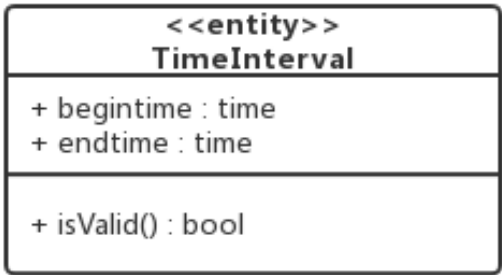 <<entity>>
TimeInterval
+ begintime : time
+ endtime : time
+ isValid() : bool